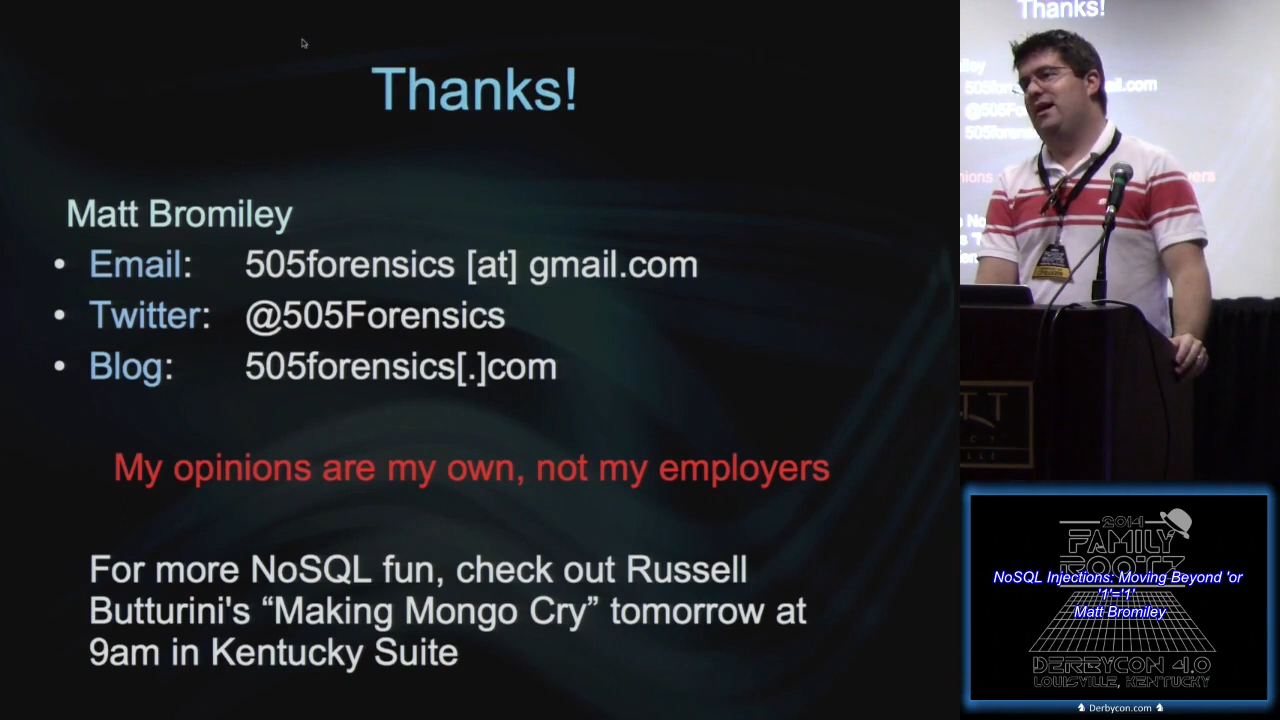 Thanks!
Matt Bromiley
• Email: 505forensics [at] gmail.com
• Twitter: @505Forensics
• Blog: 505forensics[.]com
My opinions are my own, not my employers
For more NoSQL fun, check out Russell
Butturini's “Making Mongo Cry” tomorrow at
9am in Kentucky Suite
Thanks!
2014
FAMILY
ROOTZ
NoSQL Injections: Moving Beyond 'or
'1'='1'
Matt Bromiley
DERBYCON 4.0
LOUISVILLE, KENTUCKY
Derbycon.com